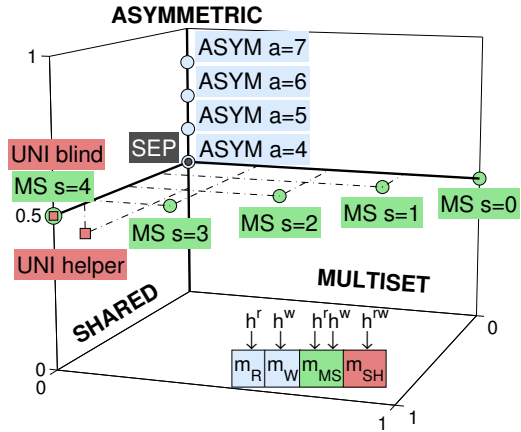 ASYMMETRIC
1
ASYM a=7
ASYM a=6
ASYM a=5
SEP
ASYM a=4
UNI blind
MS s=4
0.5
MS s=3
MS s=2
MS s=1
MS s=0
UNI helper
SHARED
MULTISET
0
h^r h^w h^r h^w h^rw
m_R m_W m_MS m_SH
0
0
1
1